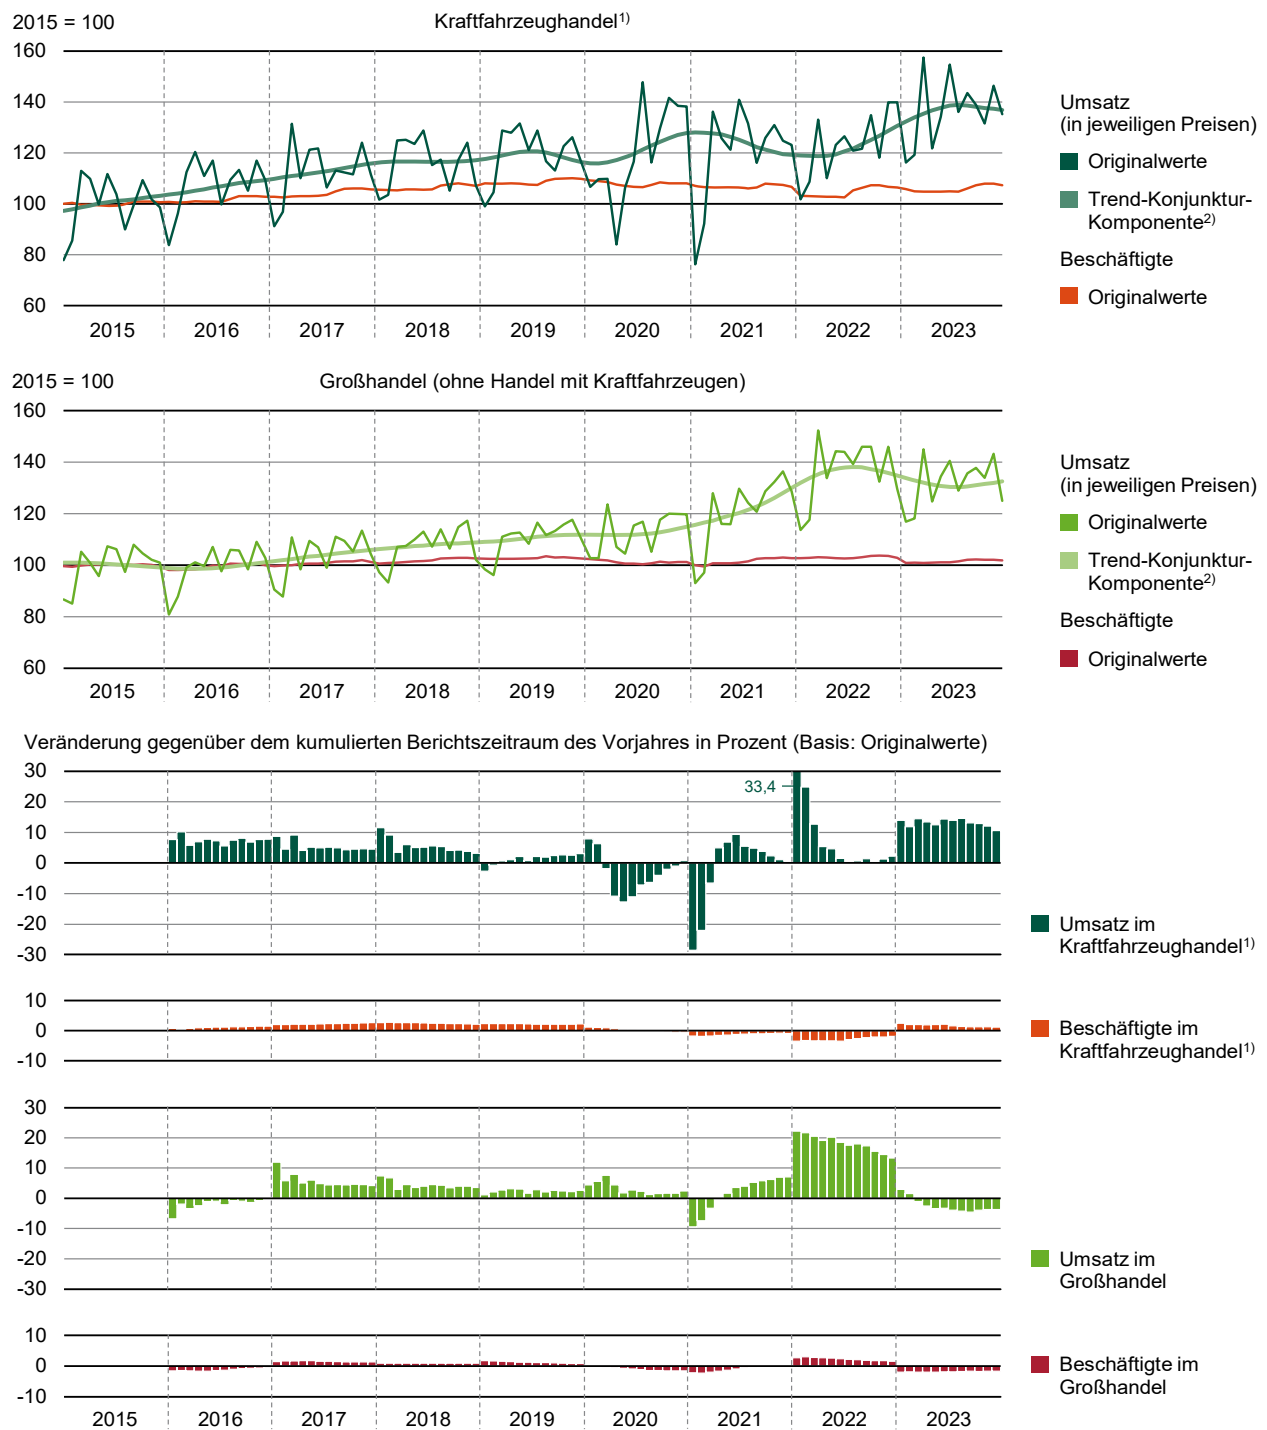 2015 = 100
Kraftfahrzeughandel1)
160
140
120
100
80
60
2015 2016 2017 2018 2019 2020 2021 2022 2023
Umsatz
(in jeweiligen Preisen)
Originalwerte
Trend-Konjunktur-
Komponente2)
Beschäftigte
Originalwerte
2015 = 100
Großhandel (ohne Handel mit Kraftfahrzeugen)
160
140
120
100
80
60
2015 2016 2017 2018 2019 2020 2021 2022 2023
Umsatz
(in jeweiligen Preisen)
Originalwerte
Trend-Konjunktur-
Komponente2)
Beschäftigte
Originalwerte
Veränderung gegenüber dem kumulierten Berichtszeitraum des Vorjahres in Prozent (Basis: Originalwerte)
30
20
10
0
-10
-20
-30
33,4
Umsatz im
Kraftfahrzeughandel1)
10
0
-10
Beschäftigte im
Kraftfahrzeughandel1)
30
20
10
0
-10
-20
-30
Umsatz im
Großhandel
10
0
-10
Beschäftigte im
Großhandel
2015 2016 2017 2018 2019 2020 2021 2022 2023